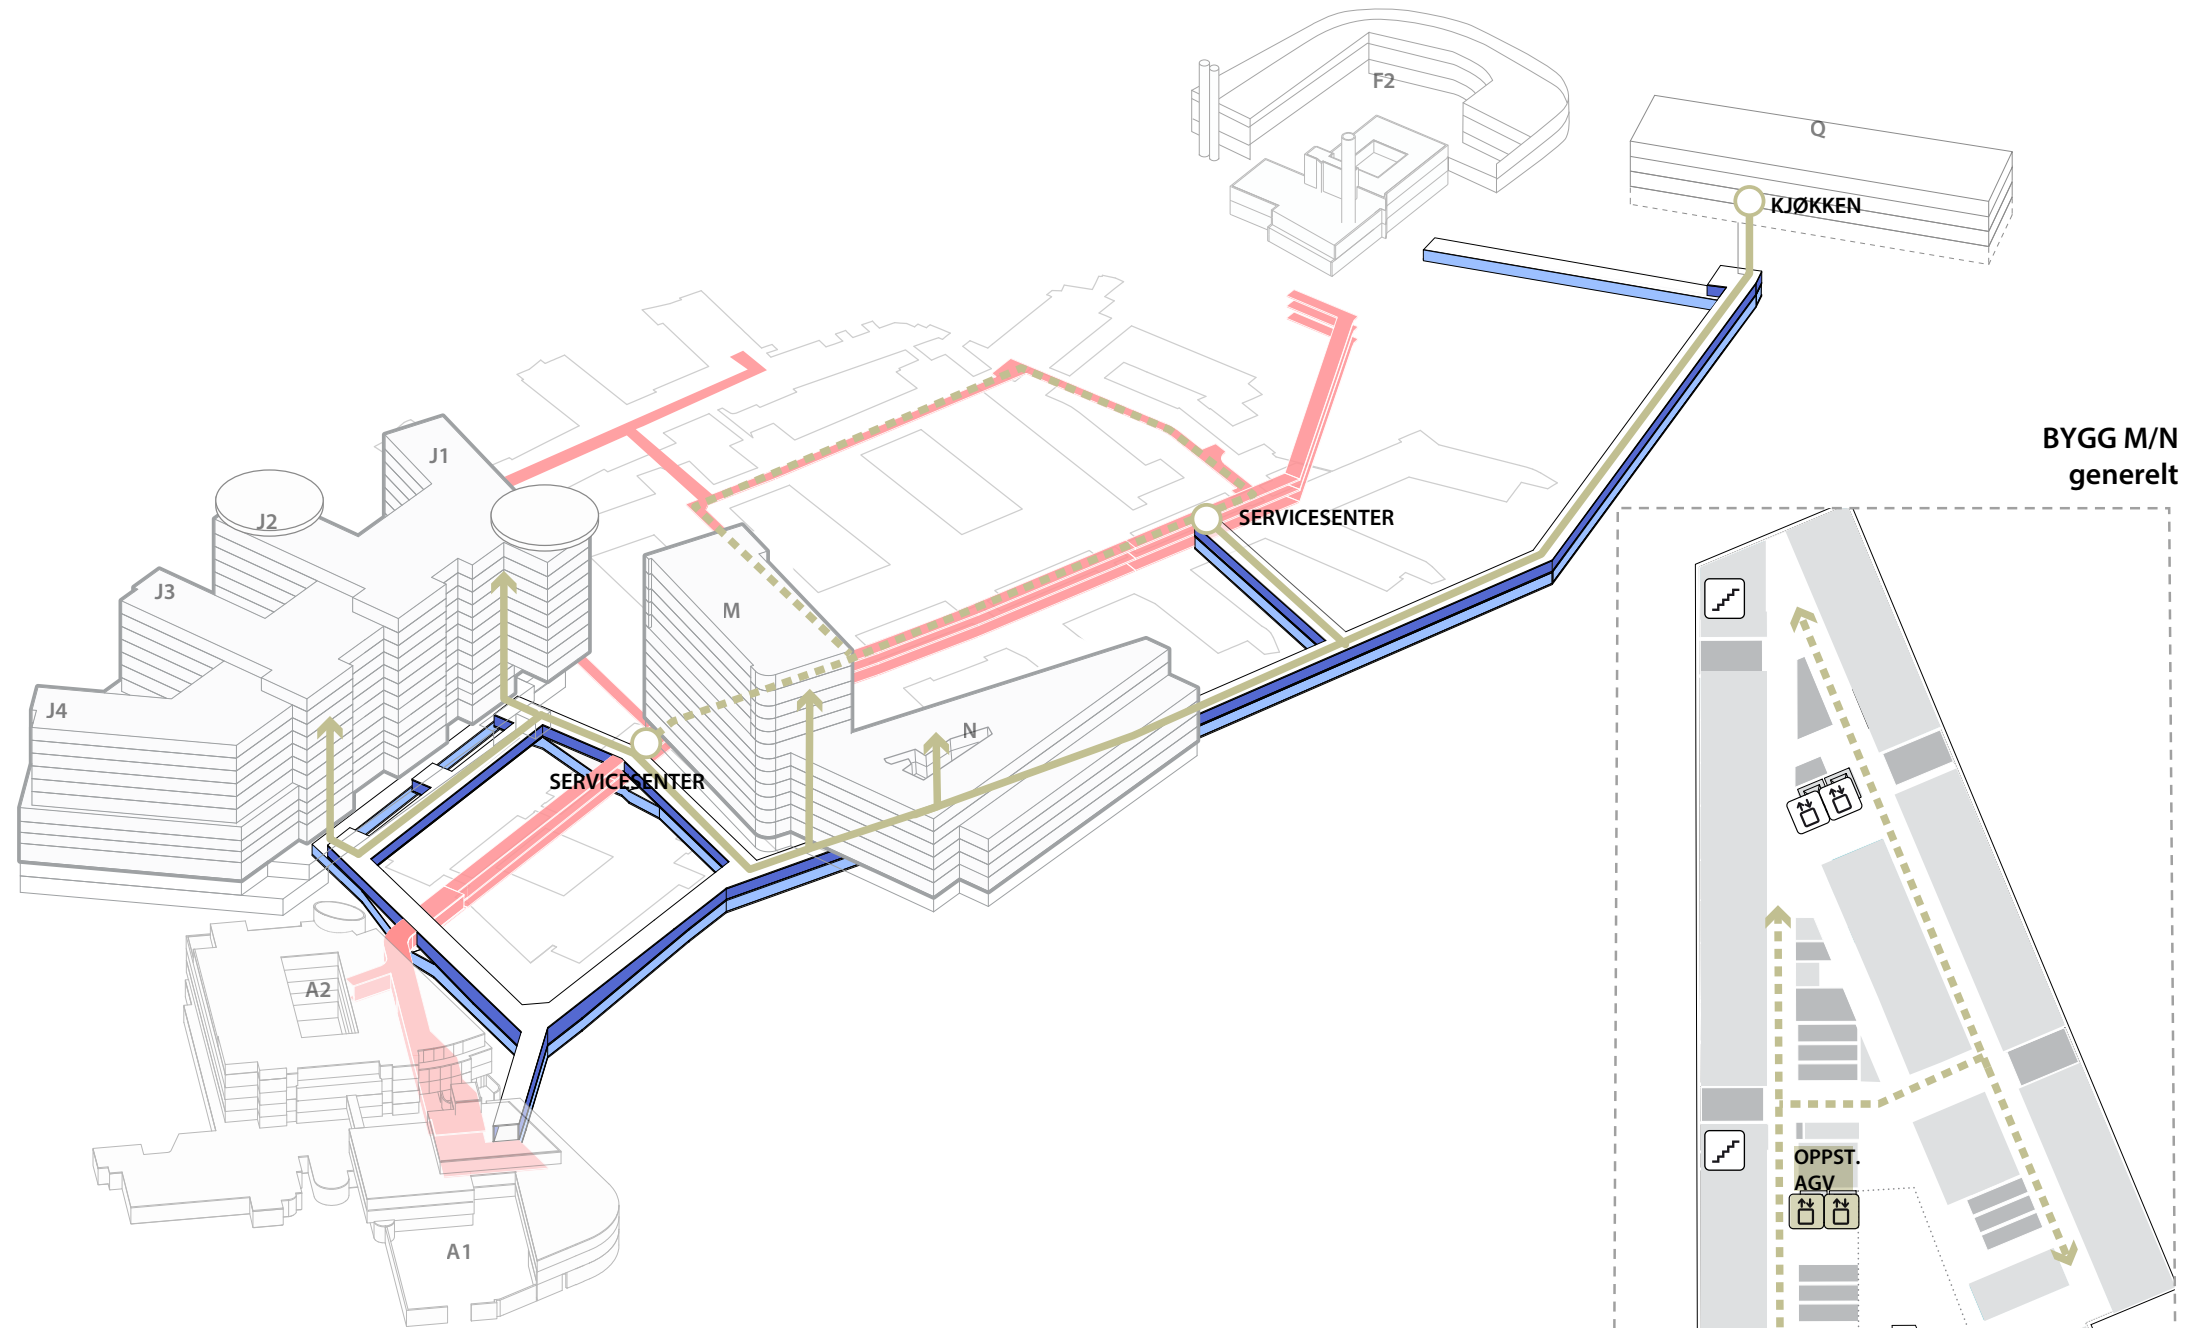 F2
Q
KJØKKEN
BYGG M/N
generelt
J1
J2
SERVICESENTER
J3
M
J4
N
SERVICESENTER
A2
OPPST.
AGV
A1